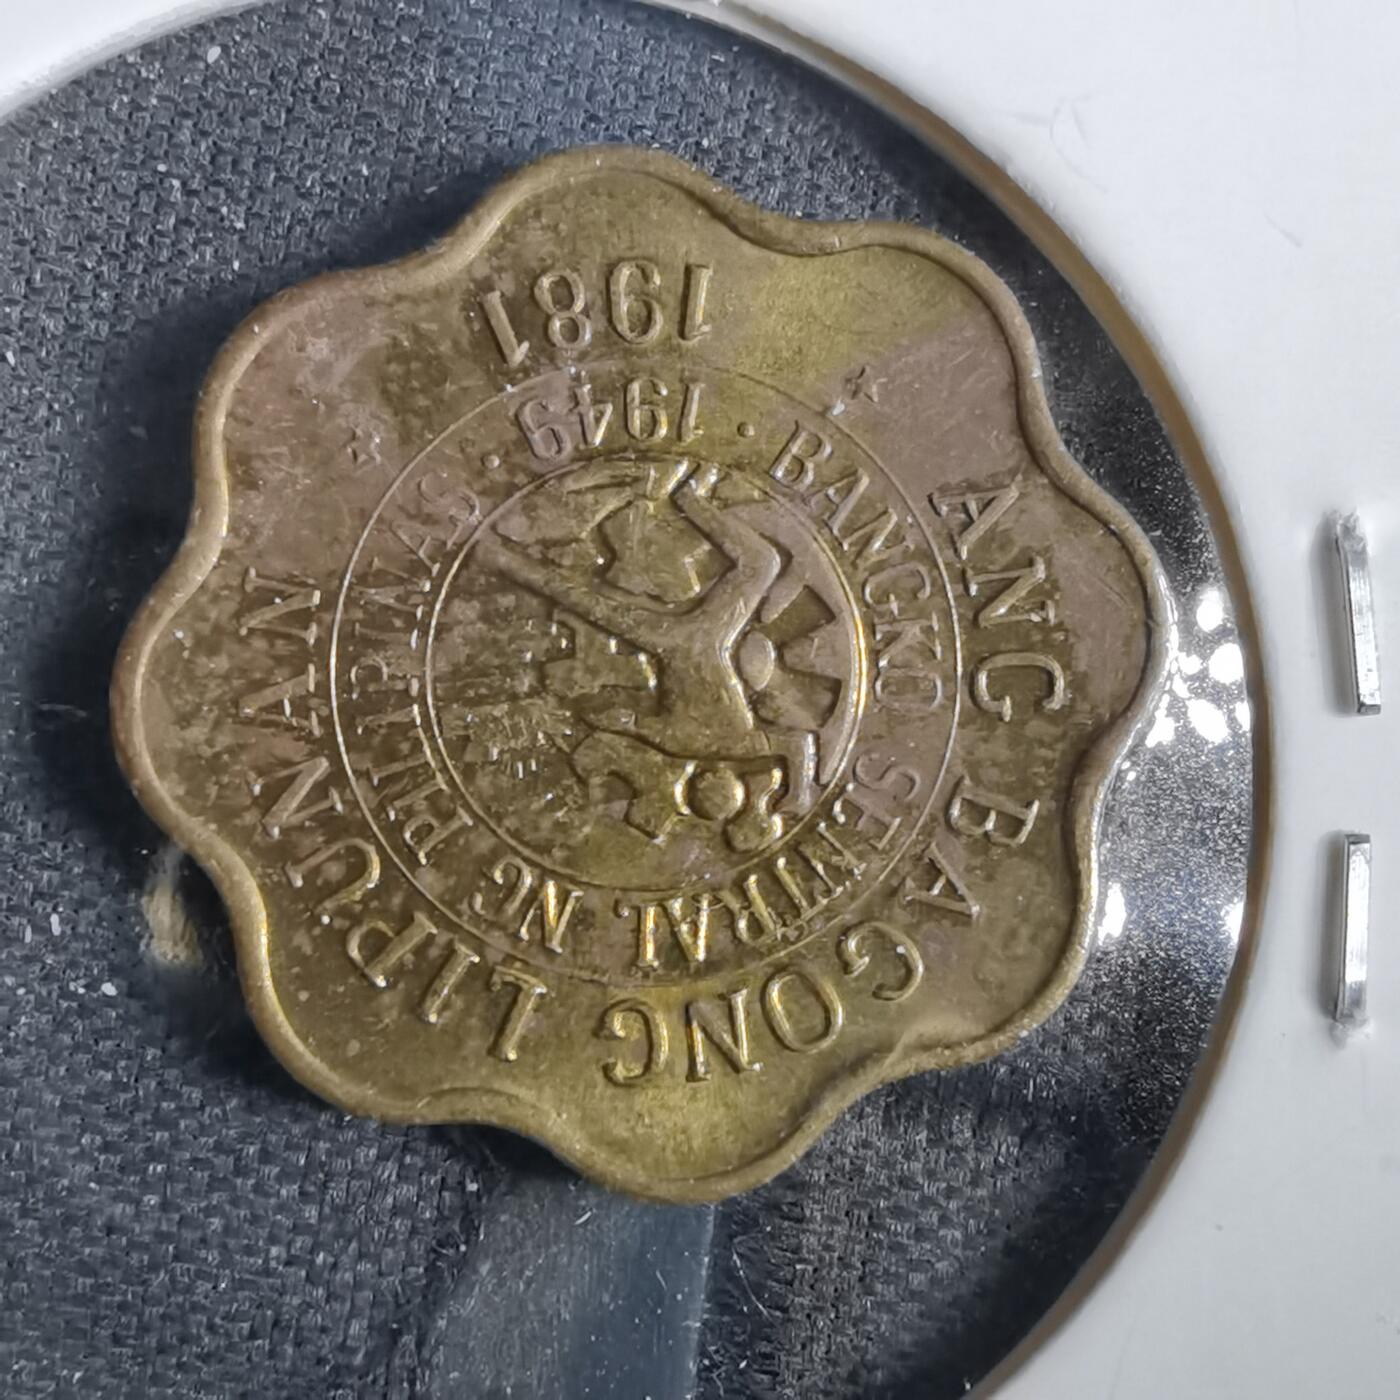 ANG BAGONG LIPUNAN
1981
BANGKO SENTRAL NG PILIPINAS
· 1949 ·